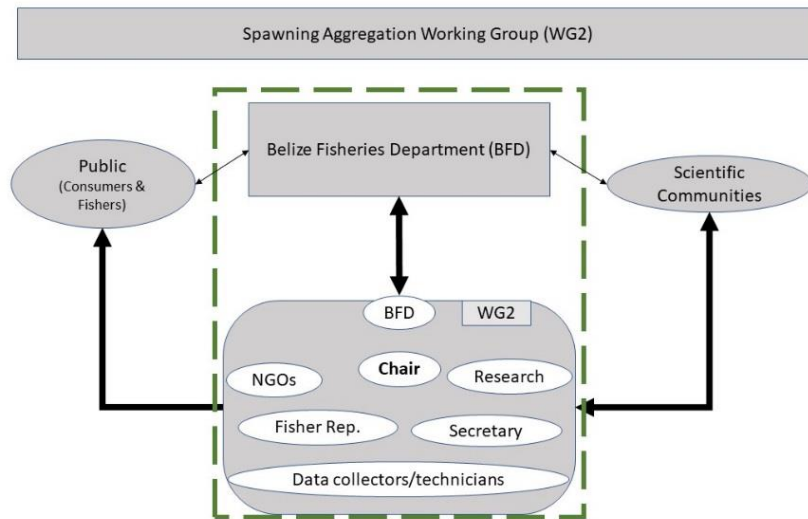 Spawning Aggregation Working Group (WG2)
Belize Fisheries Department (BFD)
Public
(Consumers &
Fishers)
Scientific
Communities
BFD
WG2
Chair
NGOs
Research
Fisher Rep.
Secretary
Data collectors/technicians